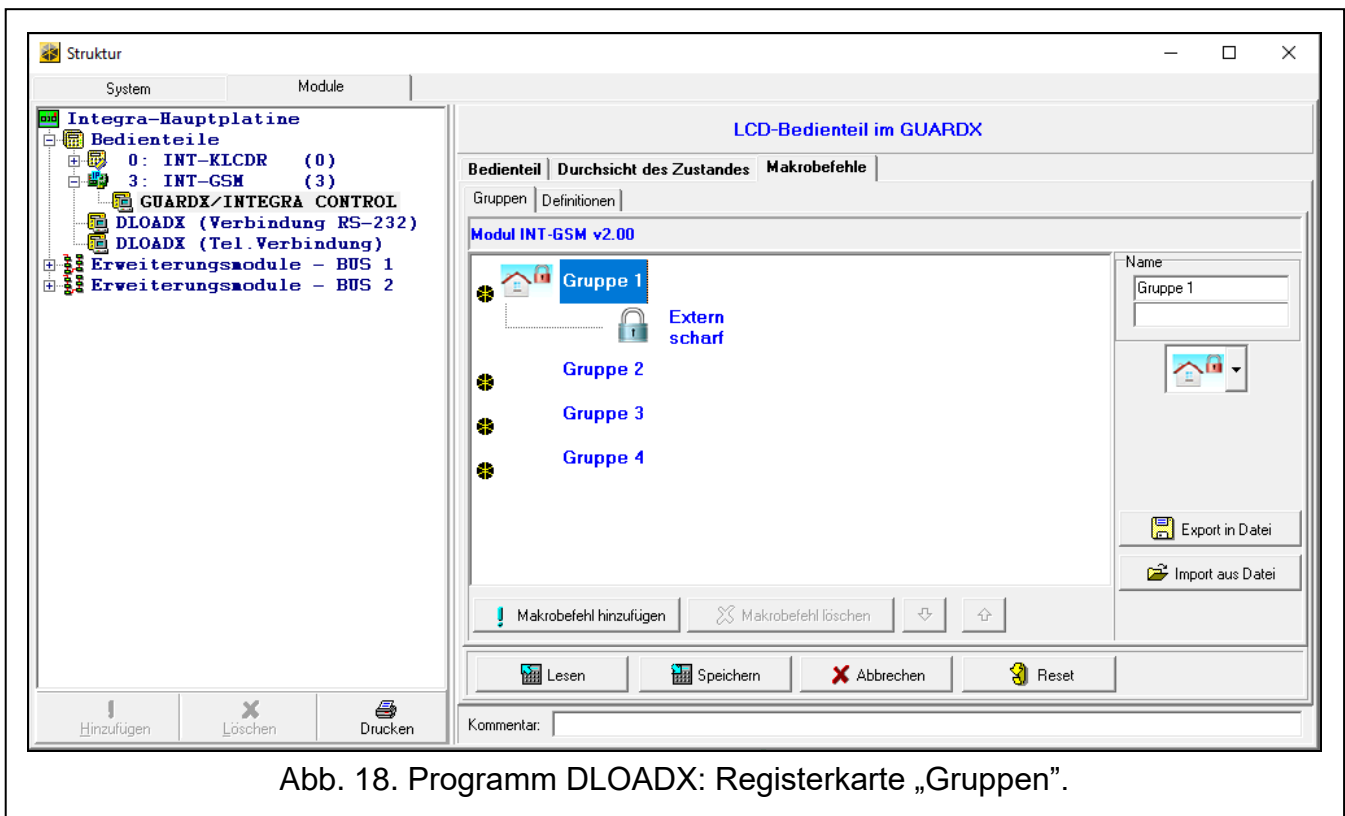 Struktur
System
Module
Integra-Hauptplatine
Bedienteile
0: INT-KLCDR (0)
3: INT-GSM (3)
GUARDX/INTEGRA CONTROL
DLOADX (Verbindung RS-232)
DLOADX (Tel.Verbindung)
Erweiterungsmodule - BUS 1
Erweiterungsmodule - BUS 2
Hinzufügen
Löschen
Drucken
LCD-Bedienteil im GUARDX
Bedienteil
Durchsicht des Zustandes
Makrobefehle
Gruppen
Definitionen
Modul INT-GSM v2.00
Gruppe 1
Extern
scharf
Gruppe 2
Gruppe 3
Gruppe 4
Name
Gruppe 1
Export in Datei
Import aus Datei
Makrobefehl hinzufügen
Makrobefehl löschen
Lesen
Speichern
Abbrechen
Reset
Kommentar:
Abb. 18. Programm DLOADX: Registerkarte „Gruppen”.